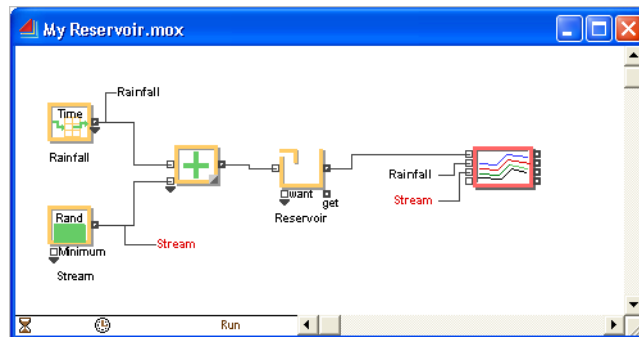 My Reservoir.mox
Rainfall
Time
Rainfall
Rand
Minimum
Stream
Stream
want
get
Reservoir
Rainfall
Stream
Run